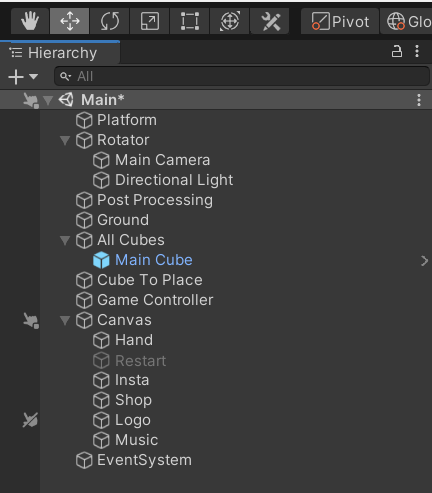 Pivot Glo
Hierarchy
All
Main*
Platform
Rotator
Main Camera
Directional Light
Post Processing
Ground
All Cubes
Main Cube
Cube To Place
Game Controller
Canvas
Hand
Restart
Insta
Shop
Logo
Music
EventSystem